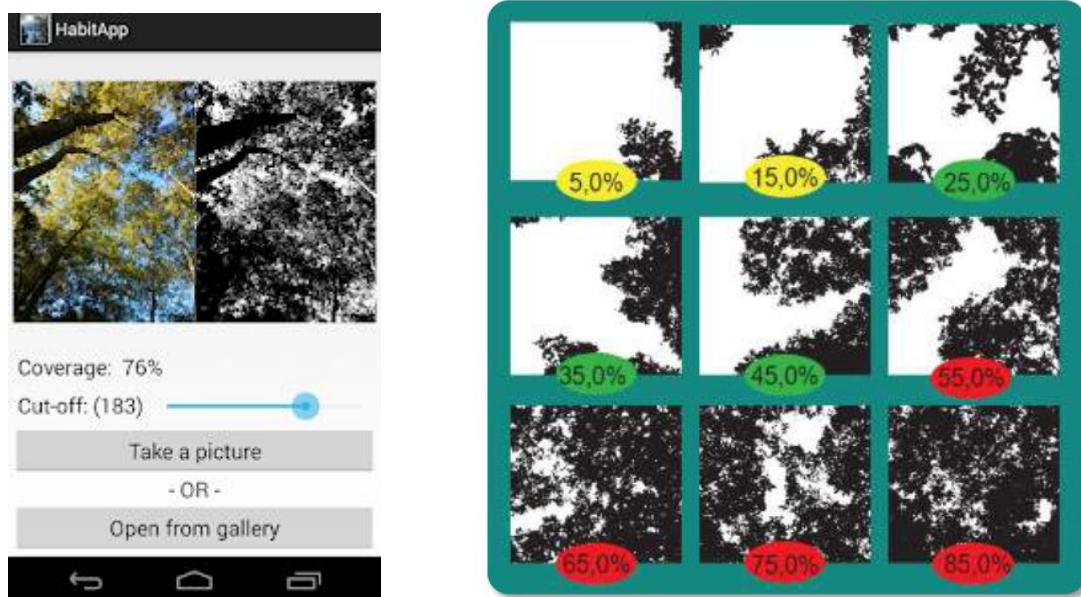 HabitApp
Coverage: 76%
Cut-off: (183)
Take a picture
- OR -
Open from gallery
5,0%
15,0%
25,0%
35,0%
45,0%
55,0%
65,0%
75,0%
85,0%